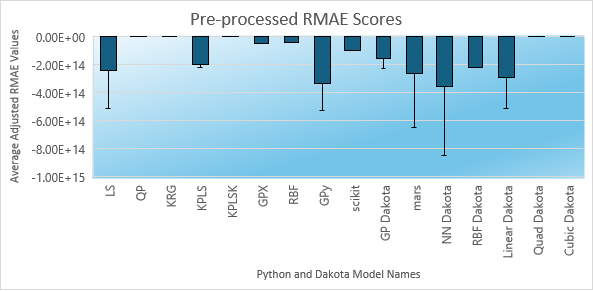 Pre-processed RMAE Scores
Average Adjusted RMAE Values
0.00E+00
-2.00E+14
-4.00E+14
-6.00E+14
-8.00E+14
-1.00E+15
LS
QP
KRG
KPLS
KPLSK
GPX
RBF
GPy
scikit
GP Dakota
mars
NN Dakota
RBF Dakota
Linear Dakota
Quad Dakota
Cubic Dakota
Python and Dakota Model Names